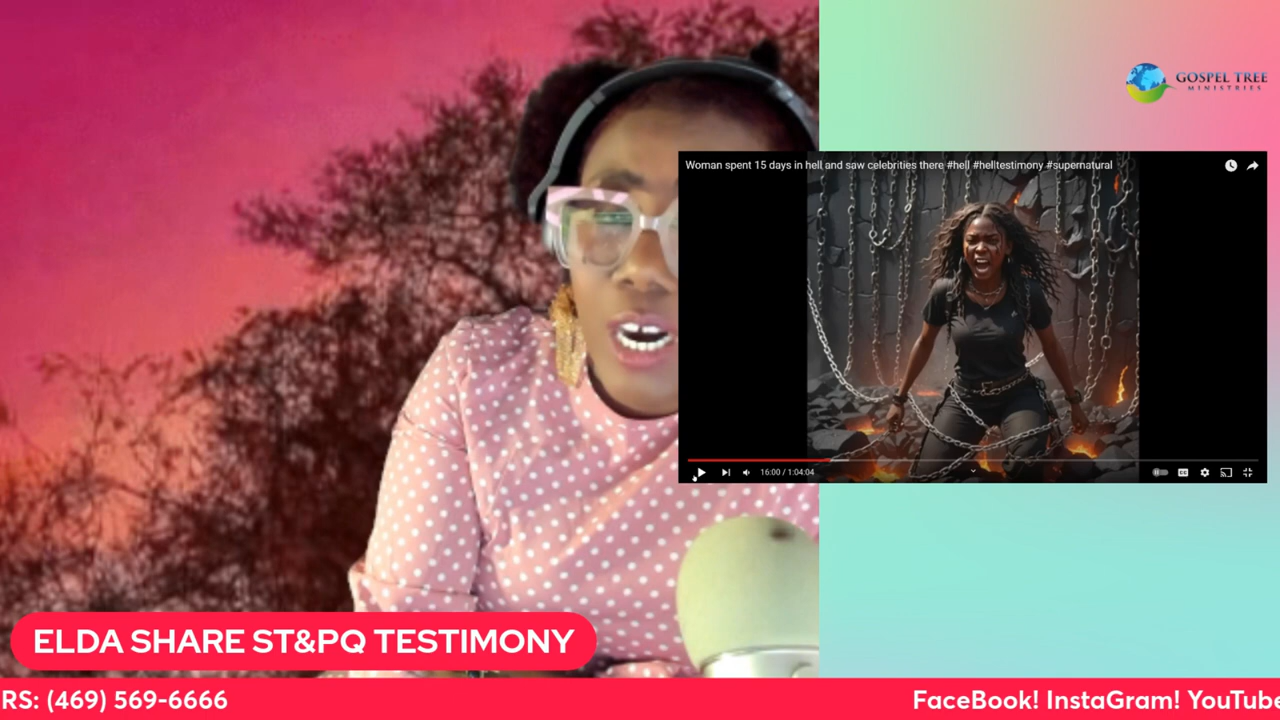 GOSPEL TREE
MINISTRIES
Woman spent 15 days in hell and saw celebrities there #hell #helltestimony #supernatural
16:00 / 1:04:04
CC
ELDA SHARE ST&PQ TESTIMONY
RS: (469) 569-6666
FaceBook! InstaGram! YouTube